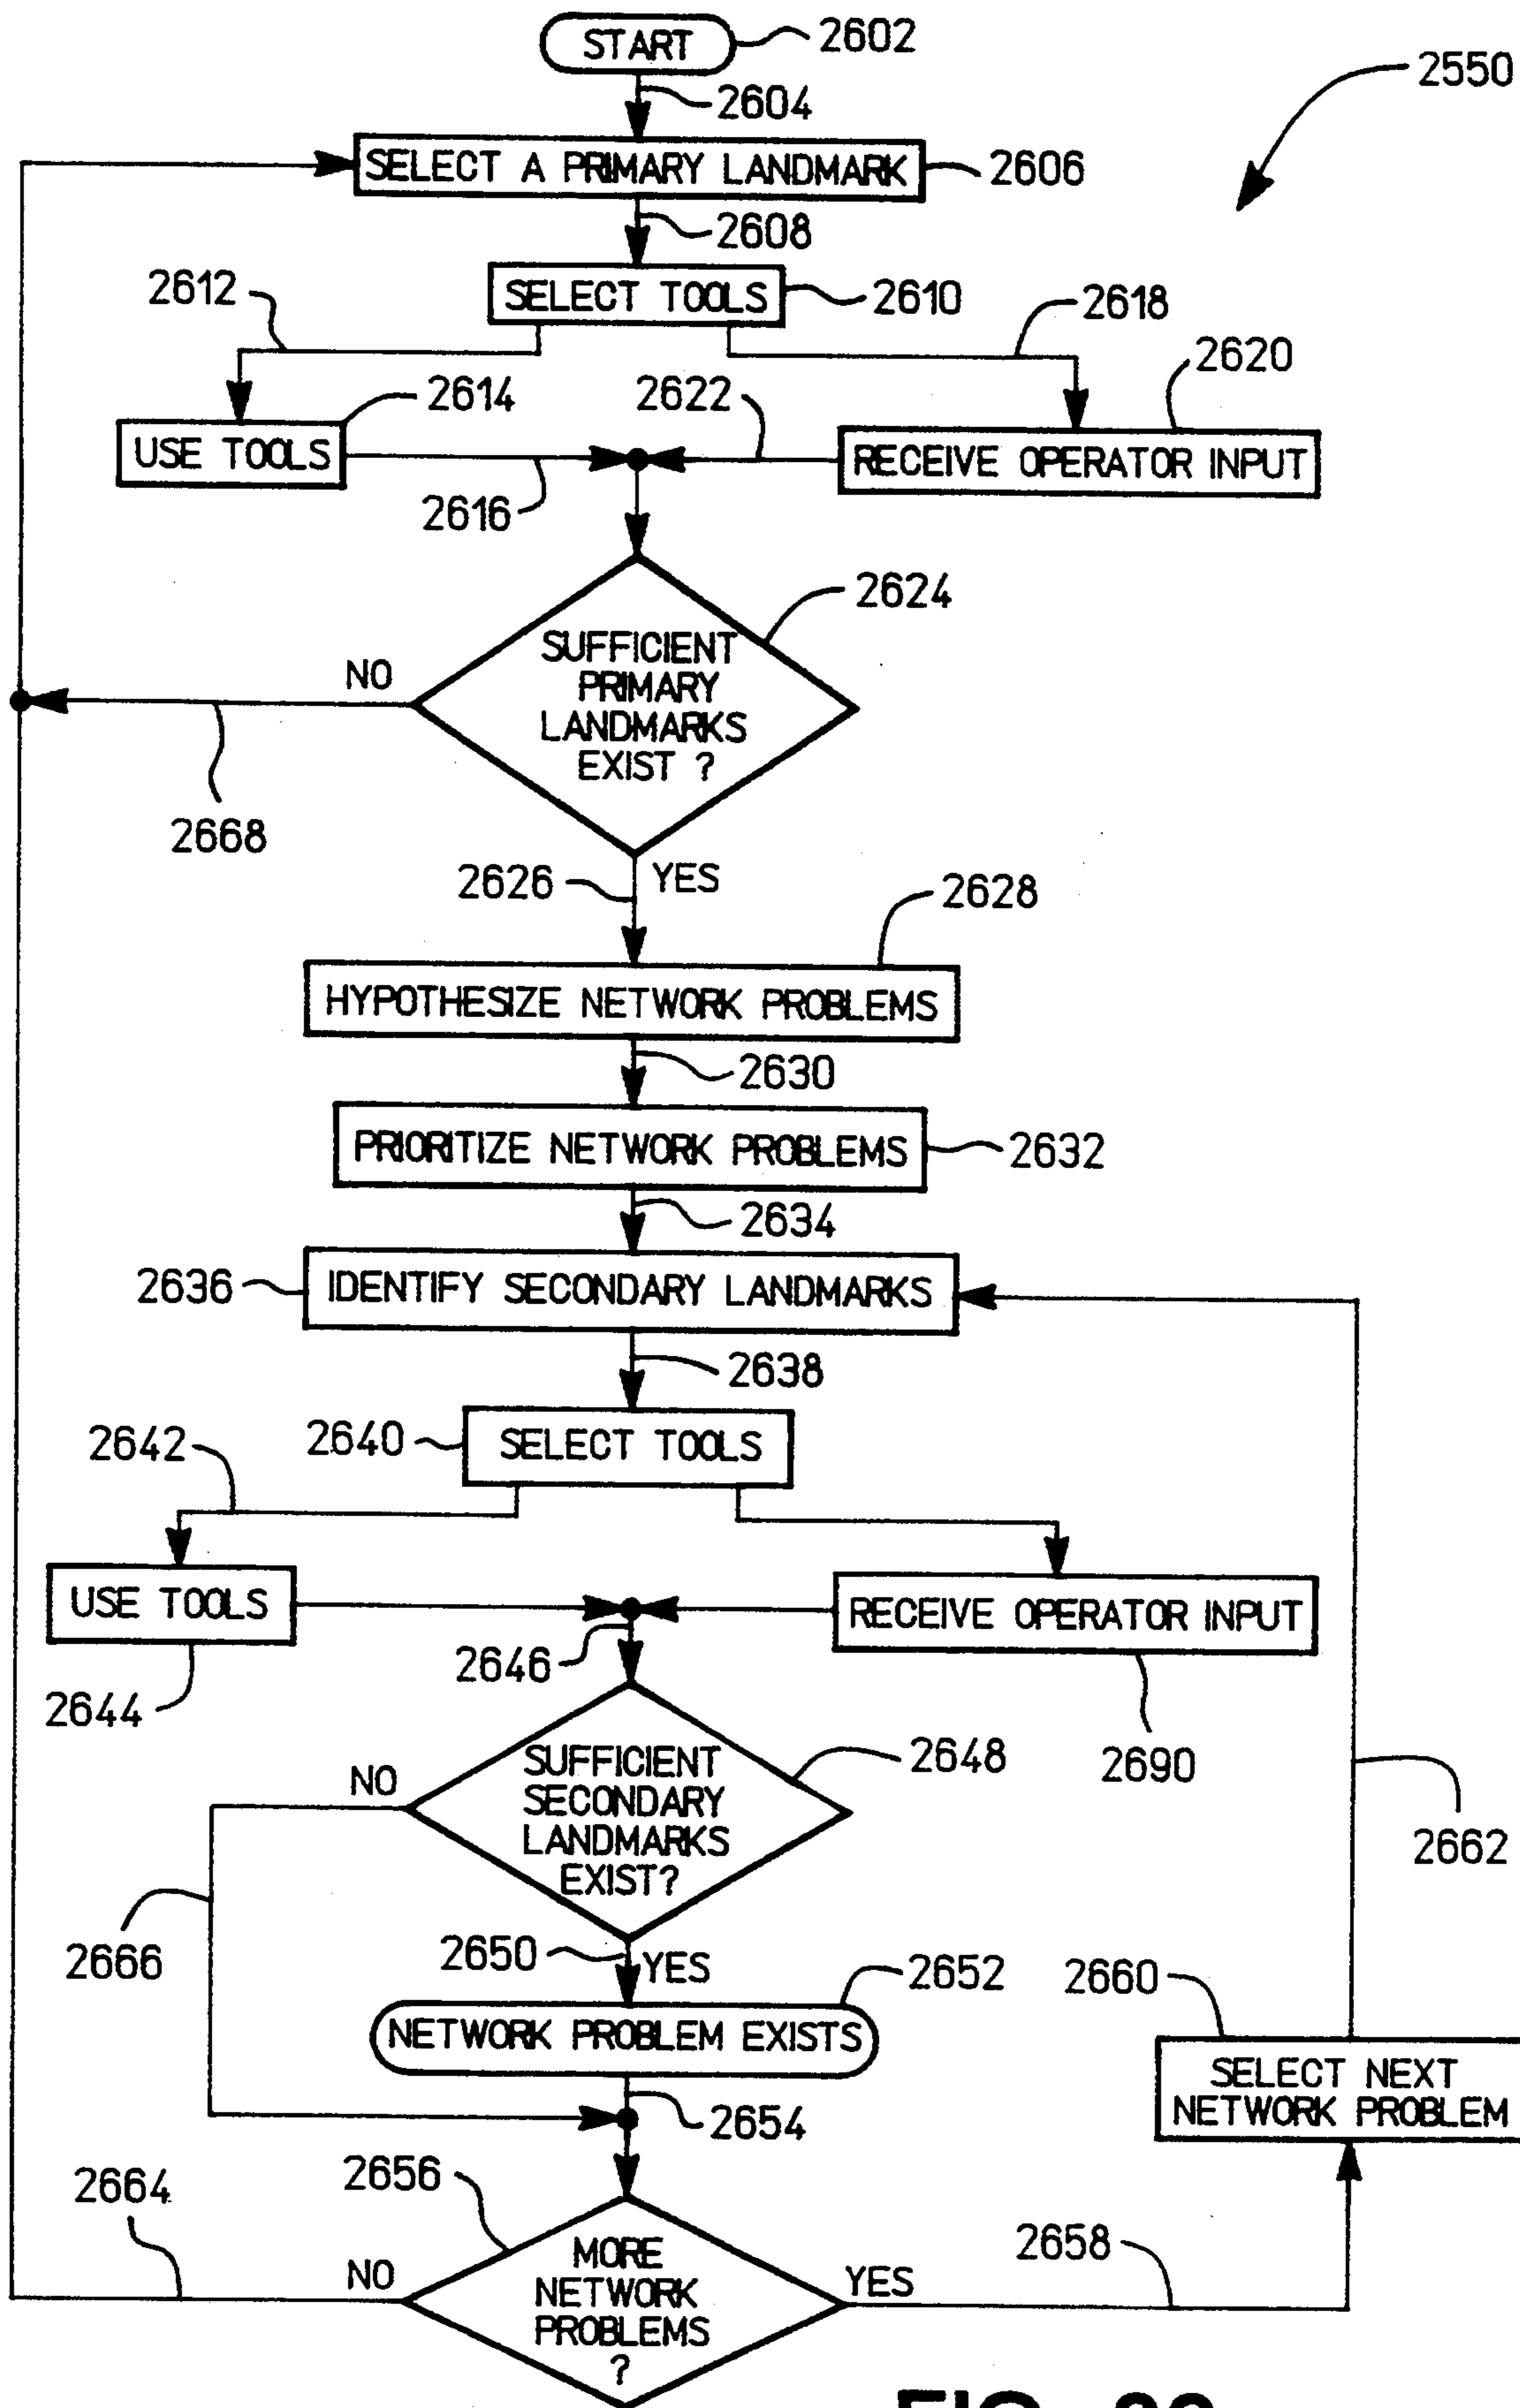 START
2602
2550
2604
SELECT A PRIMARY LANDMARK
2606
2608
2612
SELECT TOOLS
2610
2618
2620
2614
2622
USE TOOLS
RECEIVE OPERATOR INPUT
2616
2624
SUFFICIENT
PRIMARY
LANDMARKS
EXIST ?
NO
2668
2626
YES
2628
HYPOTHESIZE NETWORK PROBLEMS
2630
PRIORITIZE NETWORK PROBLEMS
2632
2634
2636
IDENTIFY SECONDARY LANDMARKS
2638
2642
2640
SELECT TOOLS
USE TOOLS
RECEIVE OPERATOR INPUT
2646
2644
2690
2648
NO
SUFFICIENT
SECONDARY
LANDMARKS
EXIST?
2662
2666
2650
YES
2652
2660
NETWORK PROBLEM EXISTS
SELECT NEXT
NETWORK PROBLEM
2654
2664
2656
2658
NO
MORE
NETWORK
PROBLEMS
?
YES